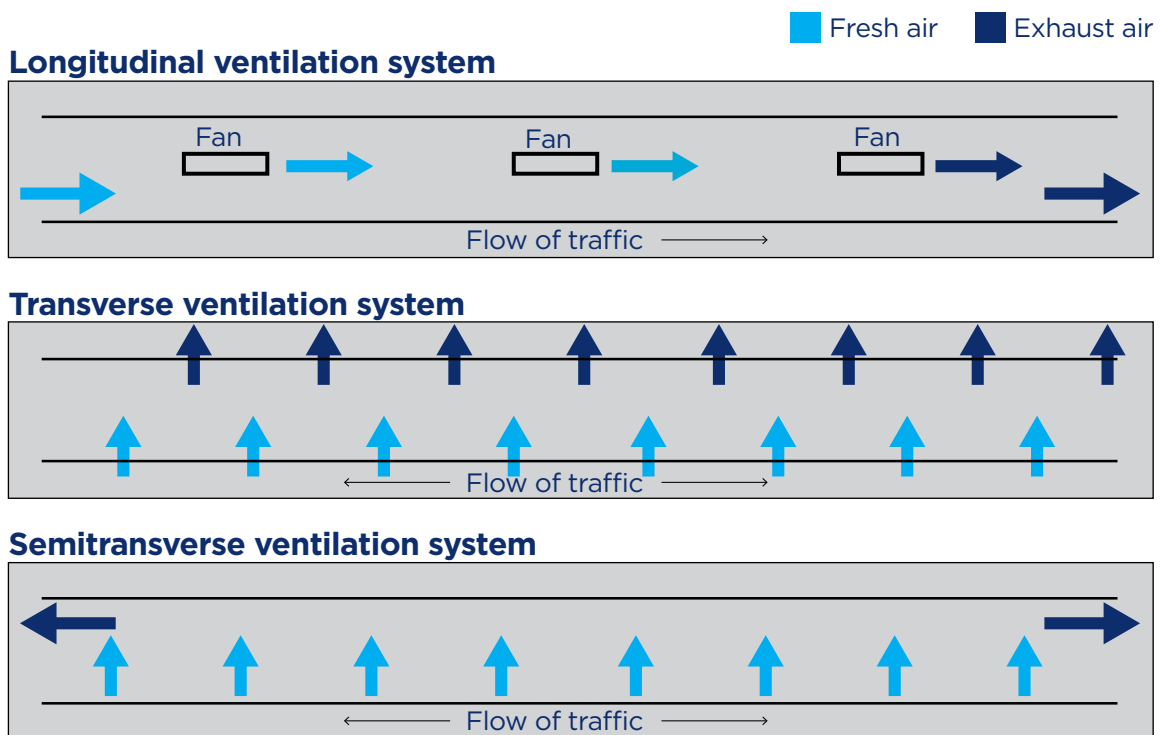 Fresh air
Exhaust air
Longitudinal ventilation system
Fan
Fan
Fan
Flow of traffic
Transverse ventilation system
Flow of traffic
Semitransverse ventilation system
Flow of traffic